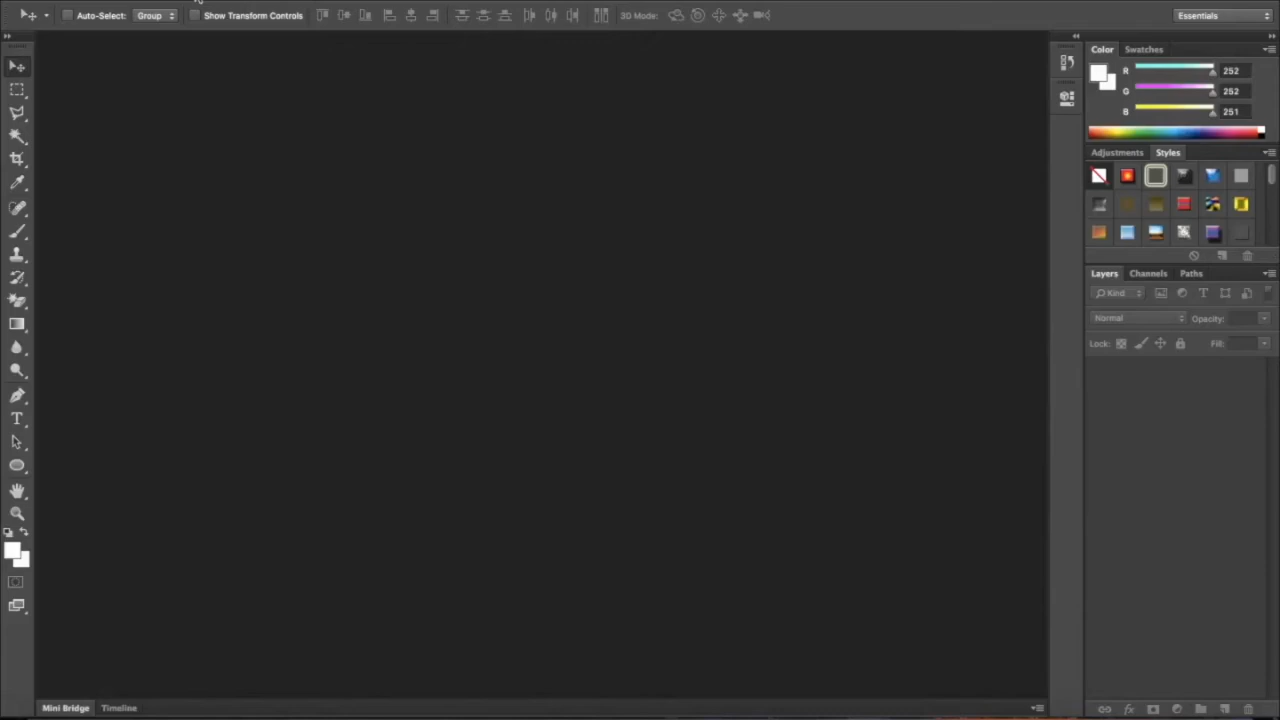 Auto-Select: Group Show Transform Controls 3D Mode: Essentials
Color Swatches
R 252
G 252
B 251
Adjustments Styles
Layers Channels Paths
Kind
Normal Opacity:
Lock: Fill:
Mini Bridge Timeline